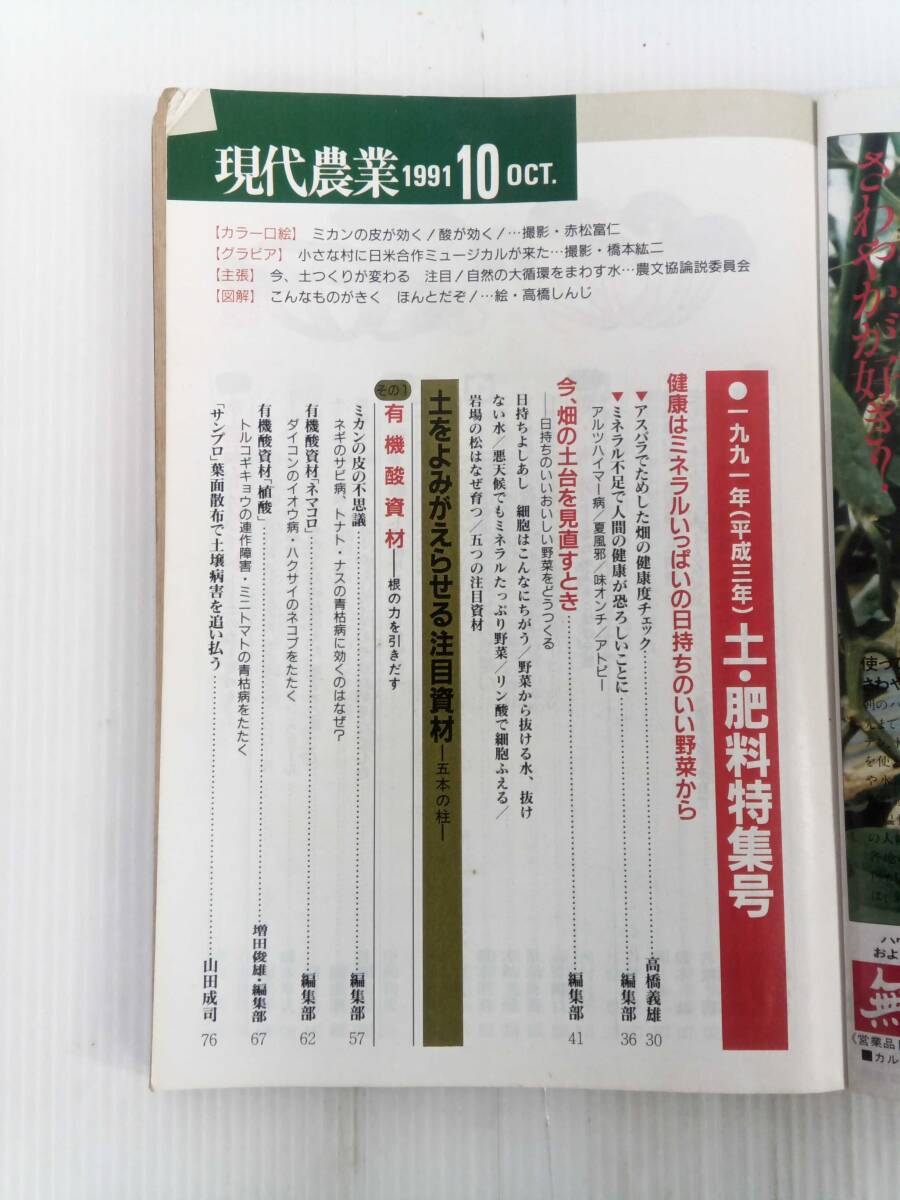 現代農業 1991 10 OCT.
【カラー口絵】 ミカンの皮が効く/酸が効く/…撮影・赤松富仁
【グラビア】 小さな村に日米合作ミュージカルが来た…撮影・橋本紘二
【主張】 今、土つくりが変わる 注目/自然の大循環をまわす水…農文協論説委員会
【図解】 こんなものがきく ほんとだぞ/…絵・高橋しんじ
●一九九一年(平成三年)土・肥料特集号
健康はミネラルいっぱいの日持ちのいい野菜から
▼アスパラでためした畑の健康度チェック……高橋義雄 30
▼ミネラル不足で人間の健康が恐ろしいことに……編集部 36
アルツハイマー病/夏風邪/味オンチ/アトピー
今、畑の土台を見直すとき……編集部 41
──日持ちのいいおいしい野菜をどうつくる
日持ちよしあし 細胞はこんなにちがう/野菜から抜ける水、抜け
ない水/悪天候でもミネラルたっぷり野菜/リン酸で細胞ふえる/
岩場の松はなぜ育つ/五つの注目資材
土をよみがえらせる注目資材─五本の柱─
その1 有機酸資材──根の力を引きだす
ミカンの皮の不思議……編集部 57
ネギのサビ病、トマト・ナスの青枯病に効くのはなぜ?
有機酸資材「ネマコロ」……編集部 62
ダイコンのイオウ病・ハクサイのネコブをたたく
有機酸資材「植酸」……増田俊雄・編集部 67
トルコギキョウの連作障害・ミニトマトの青枯病をたたく
「サンプロ」葉面散布で土壌病害を追い払う……山田成司 76
さわやかが好き!
無
《営業品目
■カル